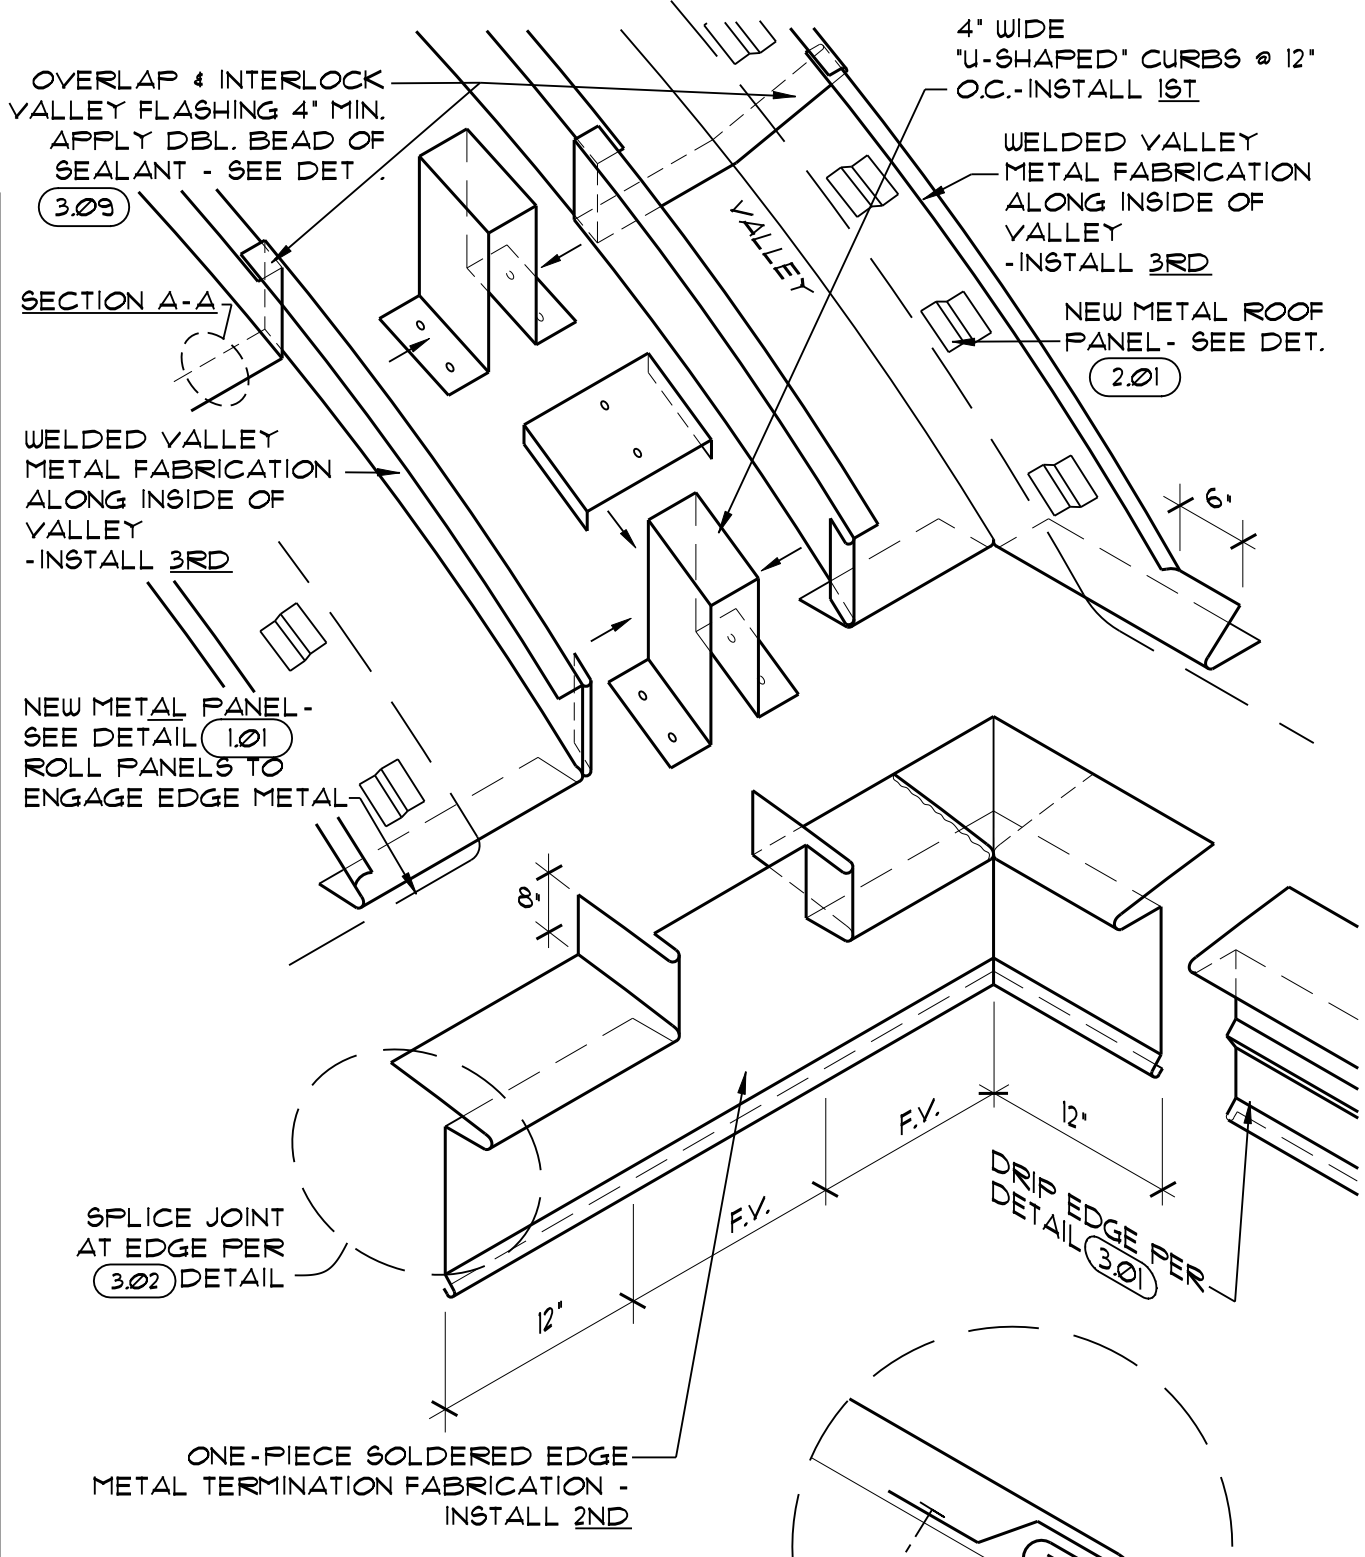 OVERLAP & INTERLOCK
VALLEY FLASHING 4" MIN.
APPLY DBL. BEAD OF
SEALANT - SEE DET .
3.09
SECTION A-A
WELDED VALLEY
METAL FABRICATION
ALONG INSIDE OF
VALLEY
-INSTALL 3RD
NEW METAL PANEL-
SEE DETAIL 1.01
ROLL PANELS TO
ENGAGE EDGE METAL
4" WIDE
"U-SHAPED" CURBS @ 12"
O.C.-INSTALL 1ST
WELDED VALLEY
METAL FABRICATION
ALONG INSIDE OF
VALLEY
-INSTALL 3RD
NEW METAL ROOF
PANEL- SEE DET.
2.01
VALLEY
6"
8"
F.V.
12"
F.V.
12"
DRIP EDGE PER
DETAIL 3.01
SPLICE JOINT
AT EDGE PER
3.02 DETAIL
ONE-PIECE SOLDERED EDGE
METAL TERMINATION FABRICATION -
INSTALL 2ND